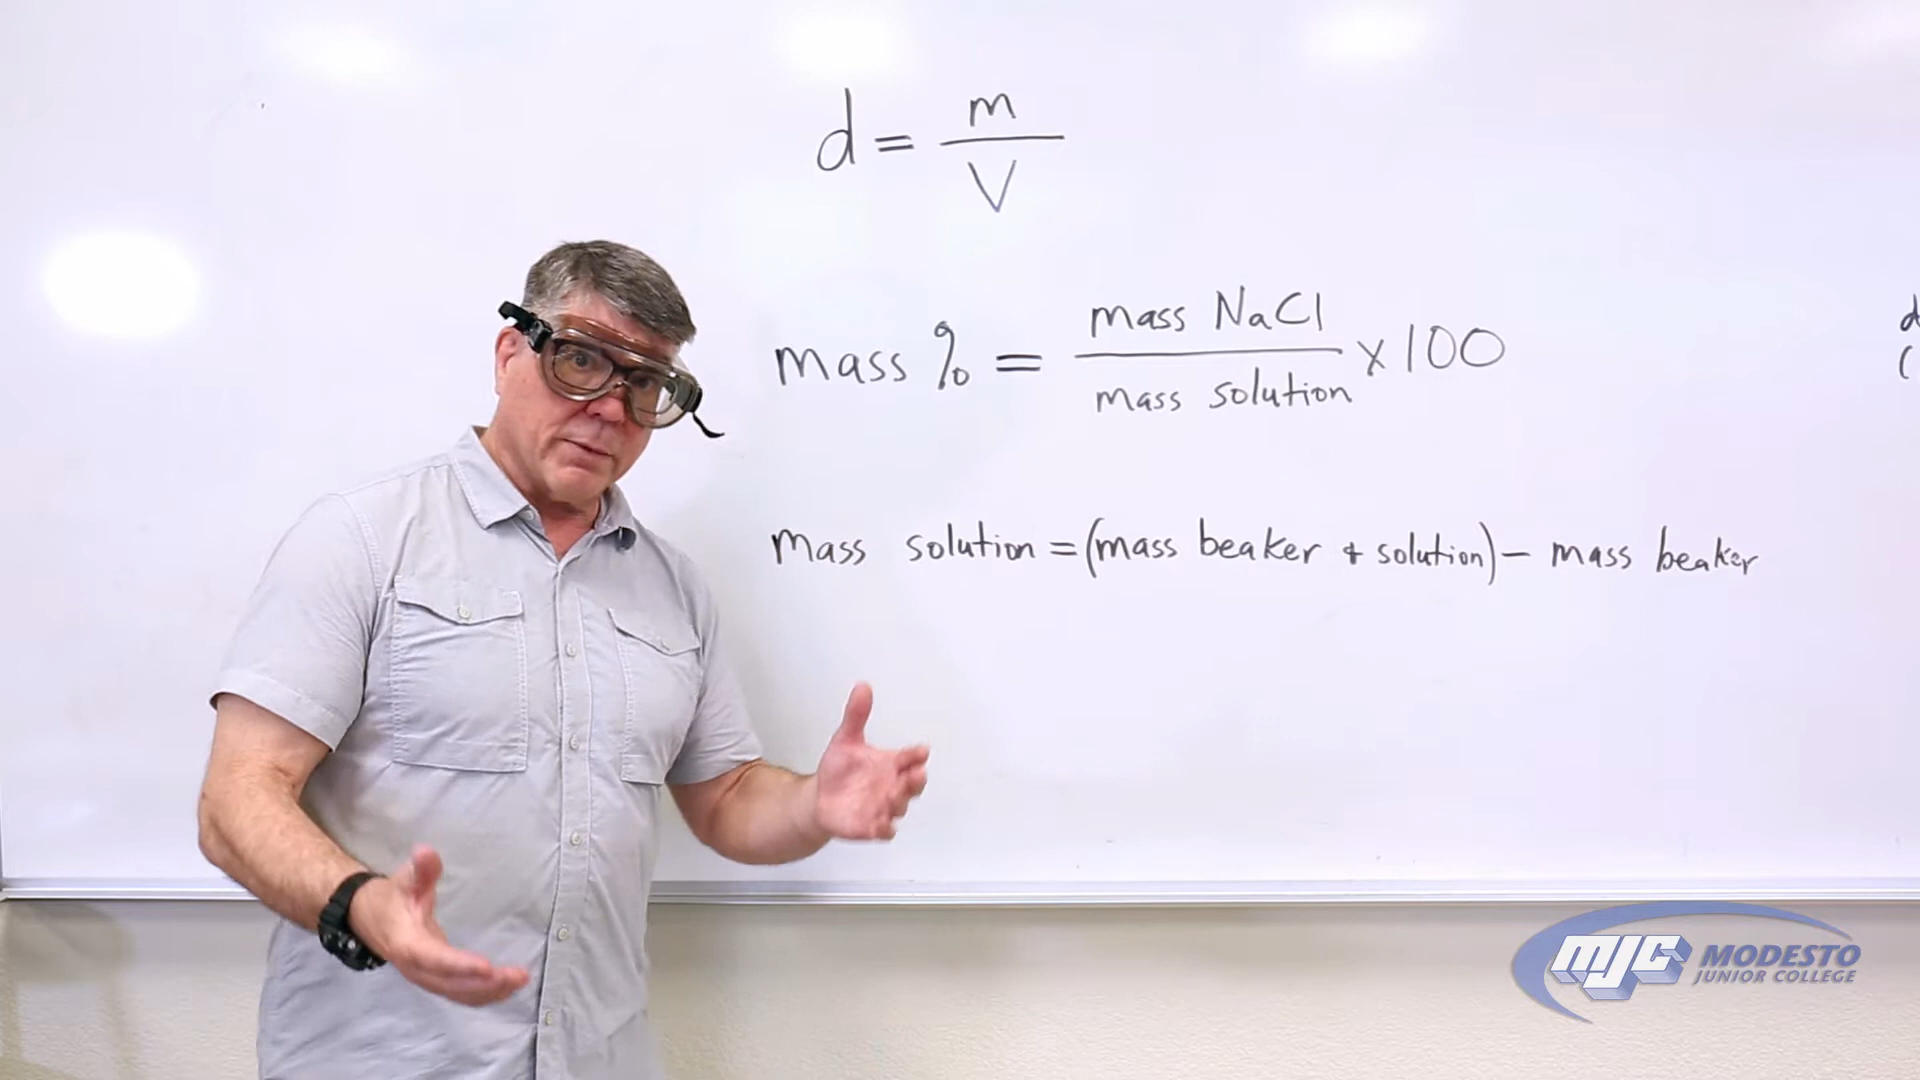 d = m
V
mass % = mass NaCl × 100
mass solution
mass solution = (mass beaker + solution) - mass beaker
d
(
MJC MODESTO
JUNIOR COLLEGE